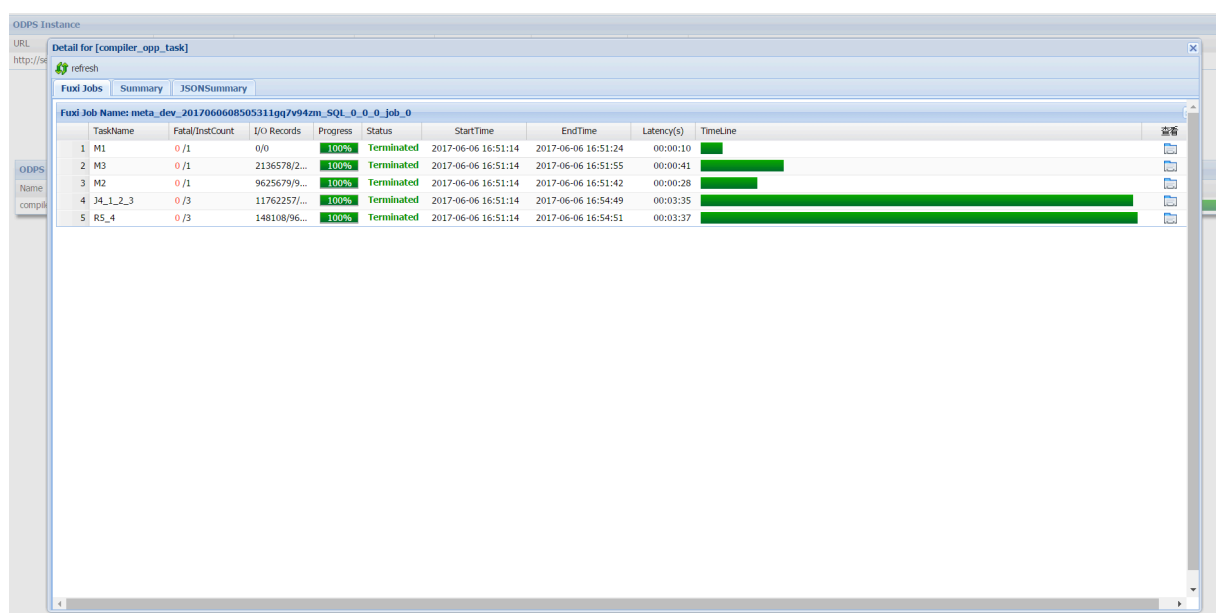 ODPS Instance
URL
http://se
Detail for [compiler_opp_task]
refresh
Fuxi Jobs Summary JSONSummary
Fuxi Job Name: meta_dev_2017060608505311gq7v94zm_SQL_0_0_0_job_0
TaskName Fatal/InstCount I/O Records Progress Status StartTime EndTime Latency(s) TimeLine 查看
1 M1 0 /1 0/0 100% Terminated 2017-06-06 16:51:14 2017-06-06 16:51:24 00:00:10
2 M3 0 /1 2136578/2... 100% Terminated 2017-06-06 16:51:14 2017-06-06 16:51:55 00:00:41
3 M2 0 /1 9625679/9... 100% Terminated 2017-06-06 16:51:14 2017-06-06 16:51:42 00:00:28
4 J4_1_2_3 0 /3 11762257/... 100% Terminated 2017-06-06 16:51:14 2017-06-06 16:54:49 00:03:35
5 R5_4 0 /3 148108/96... 100% Terminated 2017-06-06 16:51:14 2017-06-06 16:54:51 00:03:37
ODPS
Name
compile